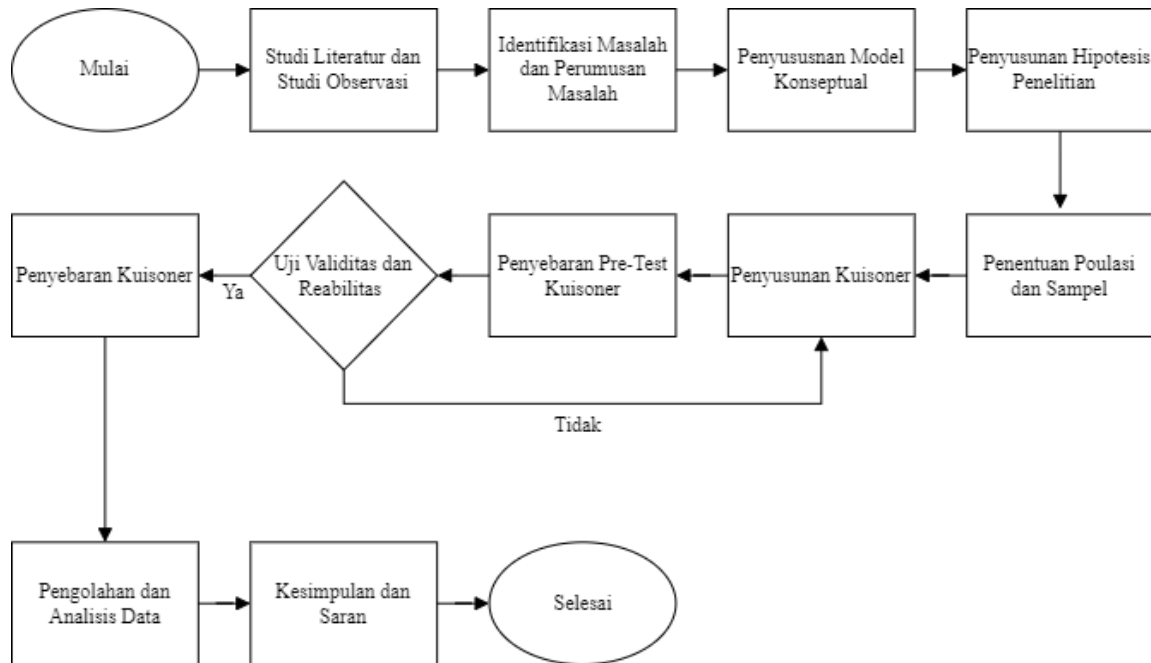 Mulai
Studi Literatur dan
Studi Observasi
Identifikasi Masalah
dan Perumusan
Masalah
Penyususnan Model
Konseptual
Penyusunan Hipotesis
Penelitian
Penyebaran Kuisoner
Ya
Uji Validitas dan
Reabilitas
Penyebaran Pre-Test
Kuisoner
Penyusunan Kuisoner
Penentuan Poulasi
dan Sampel
Tidak
Pengolahan dan
Analisis Data
Kesimpulan dan
Saran
Selesai